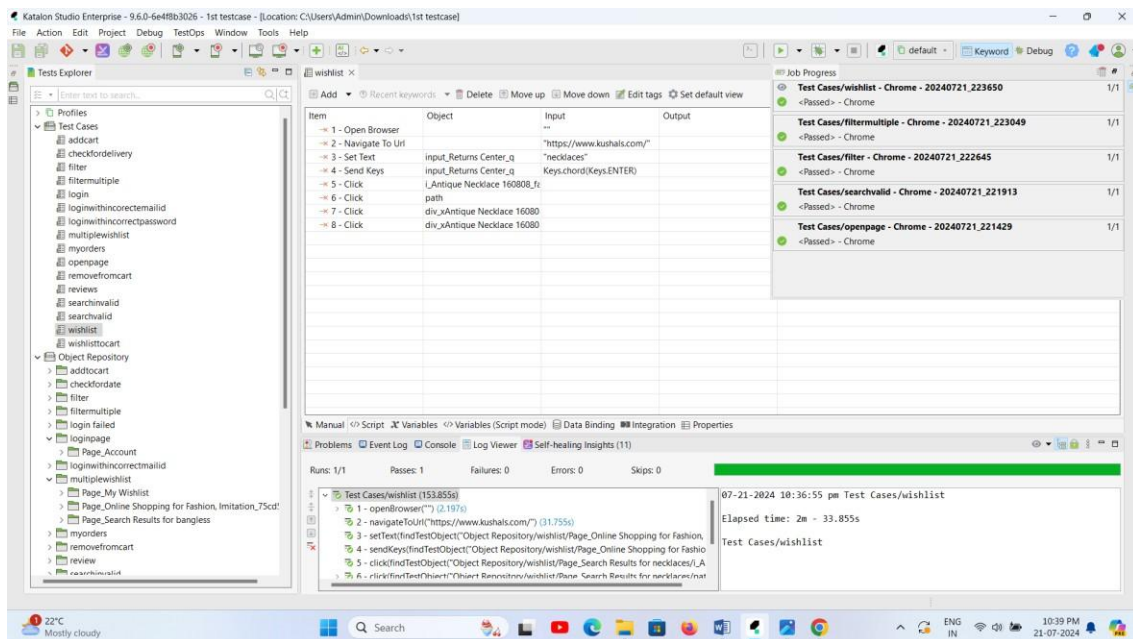 Katalon Studio Enterprise - 9.6.0-6e4f8b3026 - 1st testcase - [Location: C:\Users\Admin\Downloads\1st testcase]
File Action Edit Project Debug TestOps Window Tools Help
default Keyword Debug
Tests Explorer
Enter text to search...
Profiles
Test Cases
addcart
checkfordelivery
filter
filtermultiple
login
loginwithincorectemailid
loginwithincorrectpassword
multiplewishlist
myorders
openpage
removefromcart
reviews
searchinvalid
searchvalid
wishlist
wishlisttocart
Object Repository
addtocart
checkfordate
filter
filtermultiple
login failed
loginpage
Page_Account
loginwithincorrectmailid
multiplewishlist
Page_My Wishlist
Page_Online Shopping for Fashion, Imitation_75cd
Page_Search Results for bangless
myorders
removefromcart
review
searchinvalid
wishlist
Add Recent keywords Delete Move up Move down Edit tags Set default view
Item Object Input Output
1 - Open Browser ""
2 - Navigate To Url "https://www.kushals.com/"
3 - Set Text input_Returns Center_q "necklaces"
4 - Send Keys input_Returns Center_q Keys.chord(Keys.ENTER)
5 - Click i_Antique Necklace 160808_fa
6 - Click path
7 - Click div_xAntique Necklace 16080
8 - Click div_xAntique Necklace 16080
Job Progress
Test Cases/wishlist - Chrome - 20240721_223650 1/1
<Passed> - Chrome
Test Cases/filtermultiple - Chrome - 20240721_223049 1/1
<Passed> - Chrome
Test Cases/filter - Chrome - 20240721_222645 1/1
<Passed> - Chrome
Test Cases/searchvalid - Chrome - 20240721_221913 1/1
<Passed> - Chrome
Test Cases/openpage - Chrome - 20240721_221429 1/1
<Passed> - Chrome
Manual Script Variables Variables (Script mode) Data Binding Integration Properties
Problems Event Log Console Log Viewer Self-healing Insights (11)
Runs: 1/1 Passes: 1 Failures: 0 Errors: 0 Skips: 0
Test Cases/wishlist (153.855s)
1 - openBrowser("") (2.197s)
2 - navigateToUrl("https://www.kushals.com/") (31.755s)
3 - setText(findTestObject("Object Repository/wishlist/Page_Online Shopping for Fashion,
4 - sendKeys(findTestObject("Object Repository/wishlist/Page_Online Shopping for Fashio
5 - click(findTestObject("Object Repository/wishlist/Page_Search Results for necklaces/i_A
6 - click(findTestObject("Object Repository/wishlist/Page_Search Results for necklaces/pat
07-21-2024 10:36:55 pm Test Cases/wishlist
Elapsed time: 2m - 33.855s
Test Cases/wishlist
22°C
Mostly cloudy
Search
ENG
IN
10:39 PM
21-07-2024